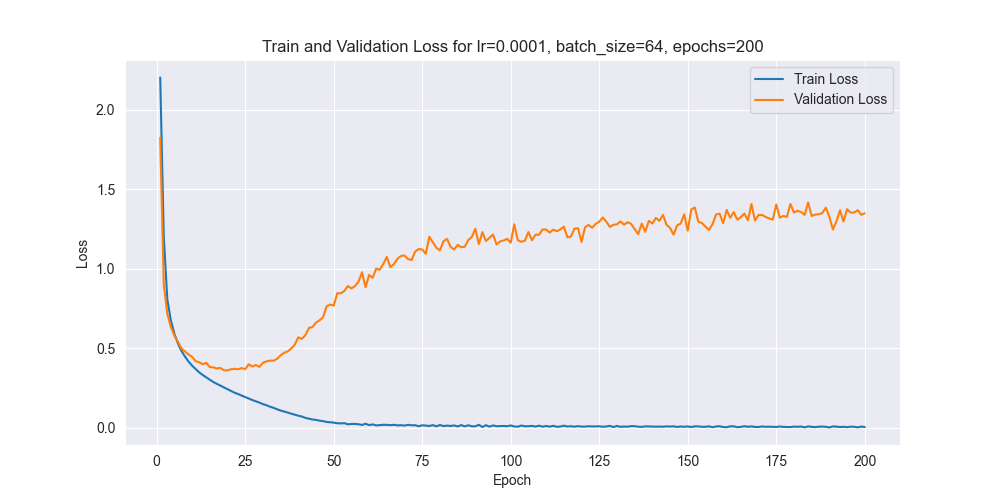 Train and Validation Loss for lr=0.0001, batch_size=64, epochs=200
Train Loss
Validation Loss
Loss
2.0
1.5
1.0
0.5
0.0
0 25 50 75 100 125 150 175 200
Epoch